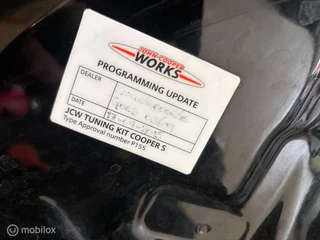 JOHN COOPER
WORKS
PROGRAMMING UPDATE
DEALER
DATE
JCW TUNING KIT COOPER S
Type Approval number P155
mobilox